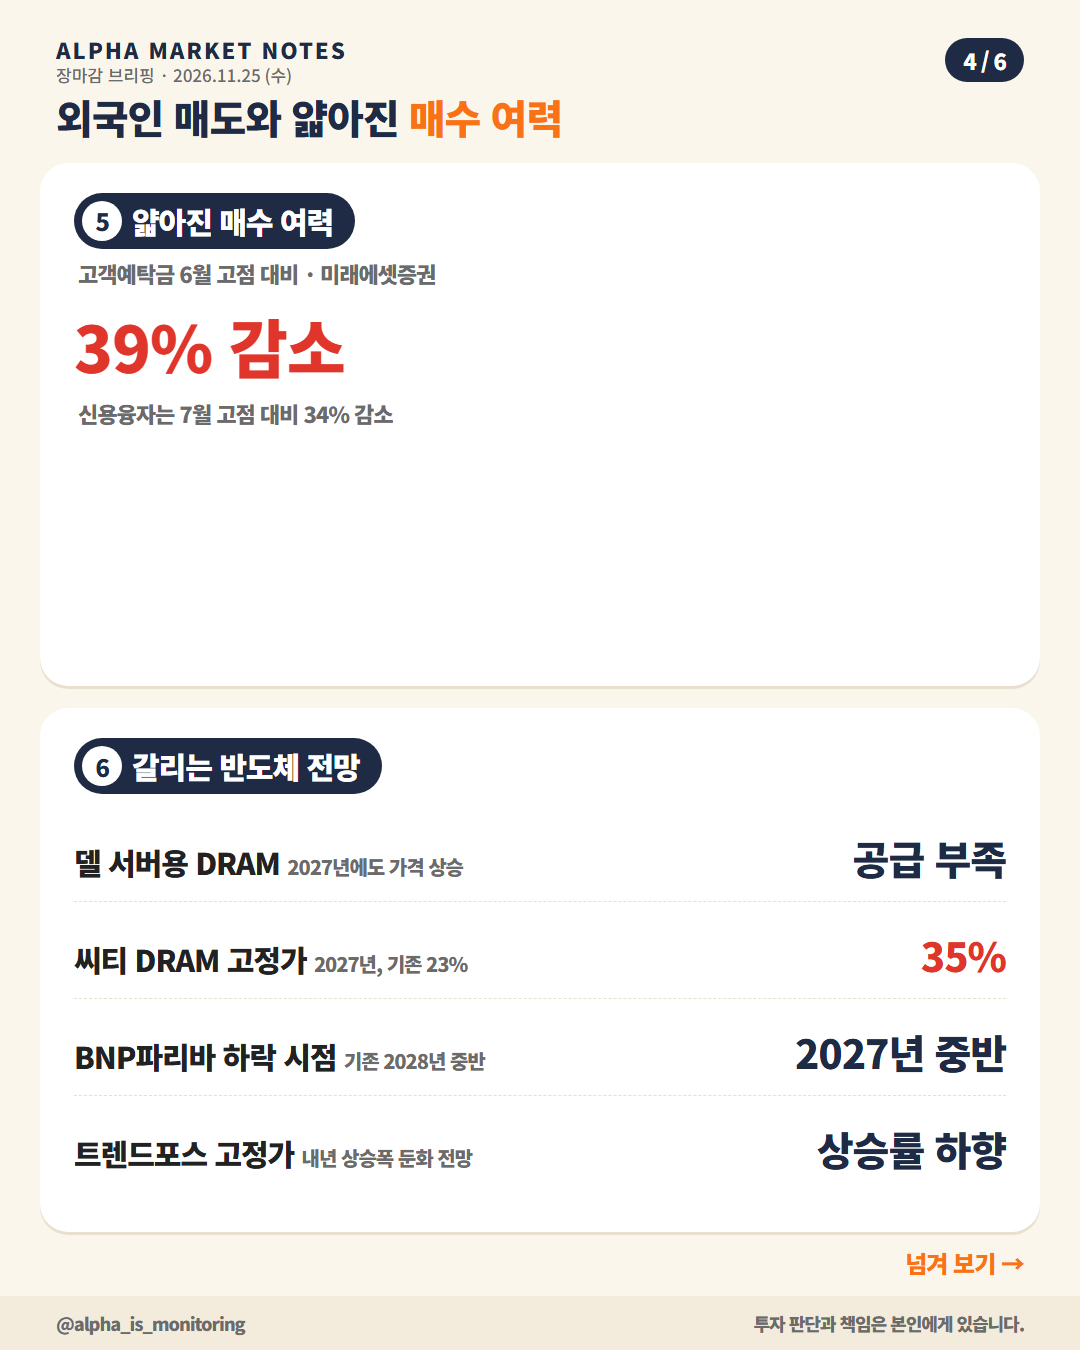 ALPHA MARKET NOTES
장마감 브리핑 · 2026.11.25 (수)
4 / 6
외국인 매도와 얇아진 매수 여력
5 얇아진 매수 여력
고객예탁금 6월 고점 대비 · 미래에셋증권
39% 감소
신용융자는 7월 고점 대비 34% 감소
6 갈리는 반도체 전망
델 서버용 DRAM 2027년에도 가격 상승 공급 부족
씨티 DRAM 고정가 2027년, 기존 23% 35%
BNP파리바 하락 시점 기존 2028년 중반 2027년 중반
트렌드포스 고정가 내년 상승폭 둔화 전망 상승률 하향
넘겨 보기 →
@alpha_is_monitoring
투자 판단과 책임은 본인에게 있습니다.